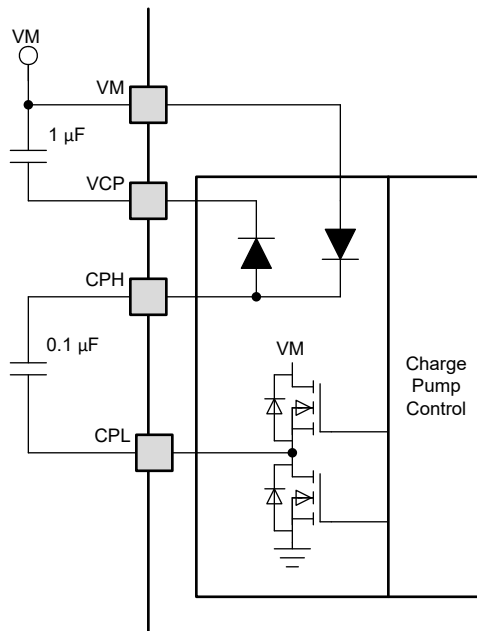 VM
VM
1 µF
VCP
CPH
0.1 µF
VM
Charge
Pump
Control
CPL